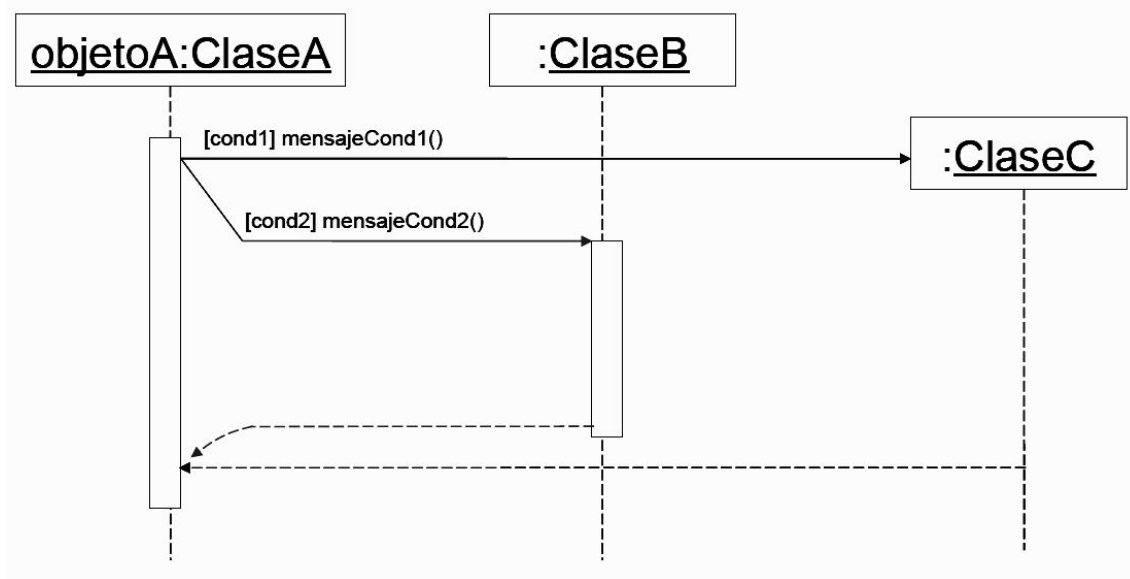 objetoA:ClaseA
:ClaseB
[cond1] mensajeCond1()
:ClaseC
[cond2] mensajeCond2()